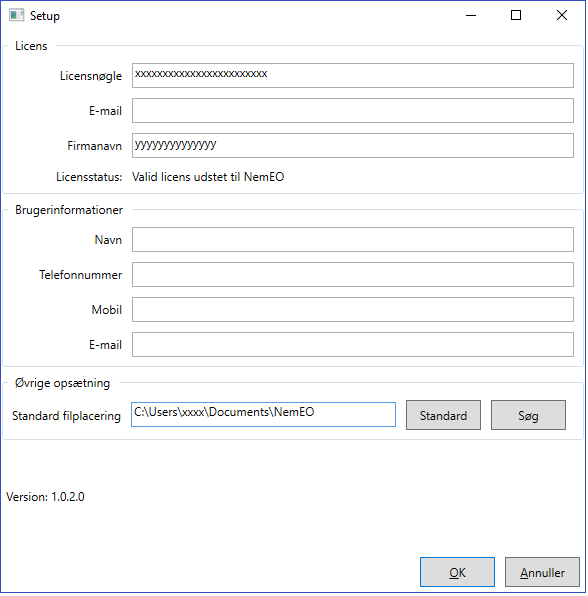 Setup
Licens
Licensnøgle xxxxxxxxxxxxxxxxxxxxxxxx
E-mail
Firmanavn yyyyyyyyyyyyyy
Licensstatus: Valid licens udstet til NemEO
Brugerinformationer
Navn
Telefonnummer
Mobil
E-mail
Øvrige opsætning
Standard filplacering C:\Users\xxxx\Documents\NemEO Standard Søg
Version: 1.0.2.0
OK Annuller